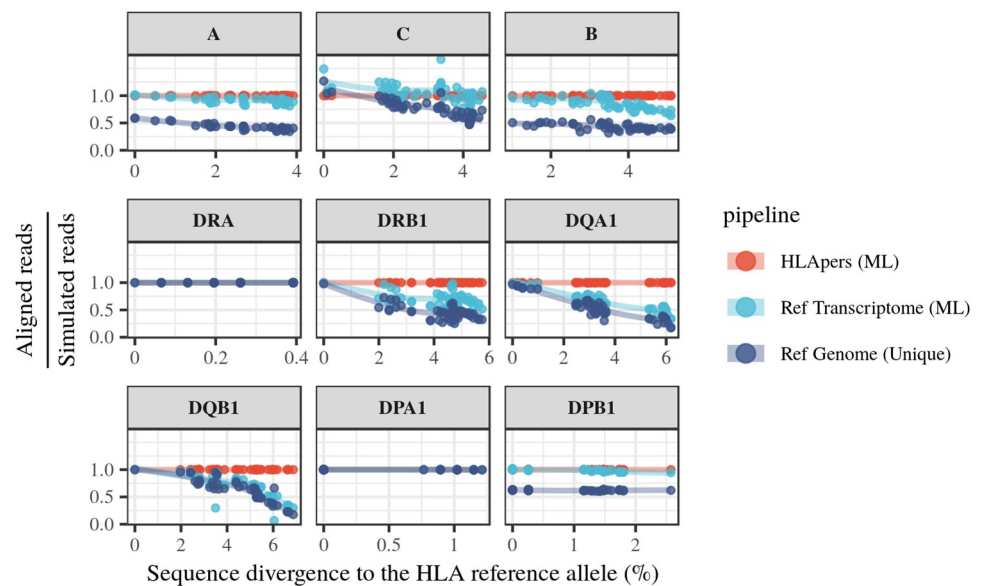 A
C
B
1.0
0.5
0.0
0 2 4
0 2 4
2 4
DRA
DRB1
DQA1
1.0
0.5
0.0
0 0.2 0.4
0 2 4 6
0 2 4 6
DQB1
DPA1
DPB1
1.0
0.5
0.0
0 2 4 6
0 0.5 1
0 1 2
Aligned reads
Simulated reads
Sequence divergence to the HLA reference allele (%)
pipeline
HLApers (ML)
Ref Transcriptome (ML)
Ref Genome (Unique)